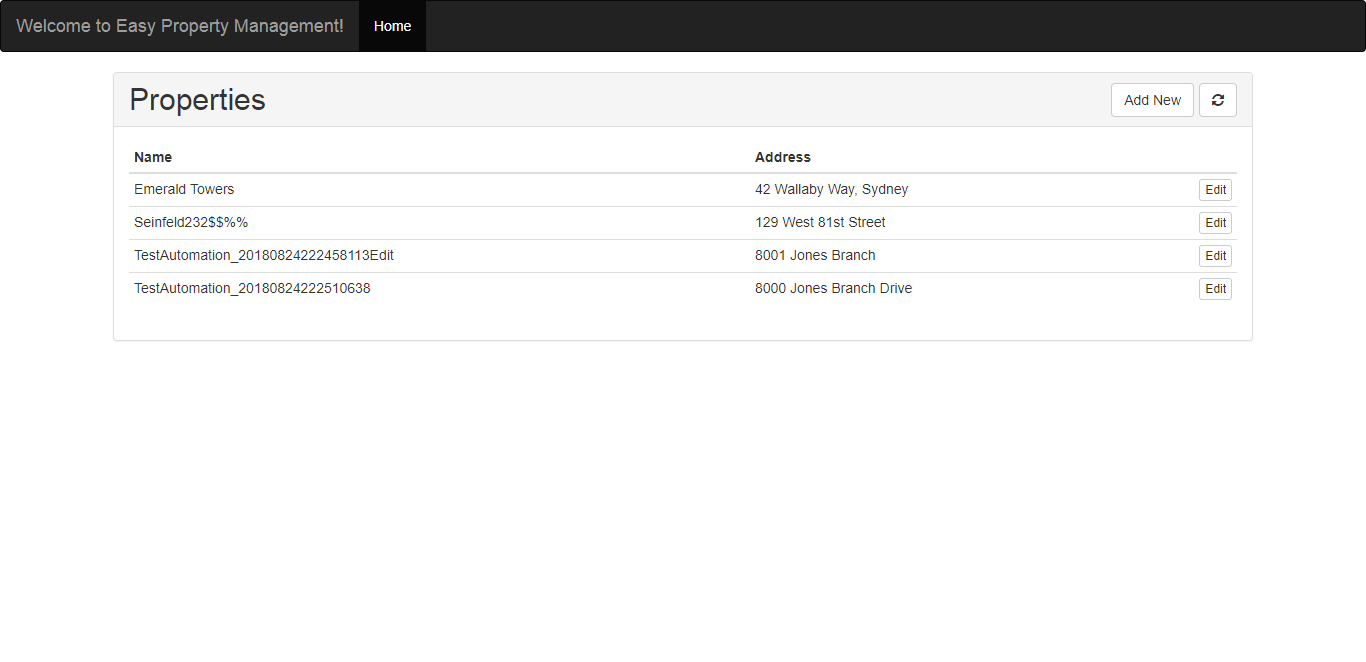 Welcome to Easy Property Management! Home
Properties Add New
Name Address
Emerald Towers 42 Wallaby Way, Sydney Edit
Seinfeld232$$%% 129 West 81st Street Edit
TestAutomation_20180824222458113Edit 8001 Jones Branch Edit
TestAutomation_20180824222510638 8000 Jones Branch Drive Edit